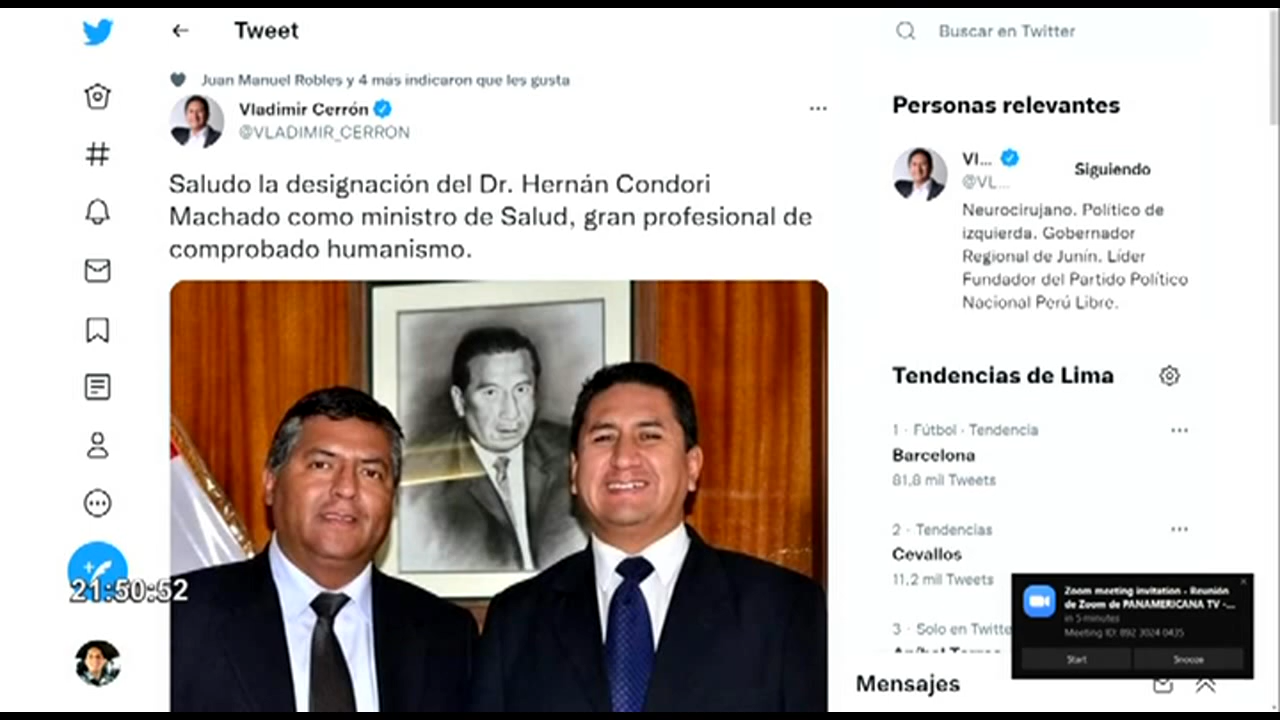 Tweet
Buscar en Twitter
Juan Manuel Robles y 4 más indicaron que les gusta
Vladimir Cerrón
@VLADIMIR_CERRON
Saludo la designación del Dr. Hernán Condori
Machado como ministro de Salud, gran profesional de
comprobado humanismo.
21:50:52
Personas relevantes
Vl...
@VL...
Siguiendo
Neurocirujano. Político de
izquierda. Gobernador
Regional de Junín. Líder
Fundador del Partido Político
Nacional Perú Libre.
Tendencias de Lima
1 · Fútbol · Tendencia
Barcelona
81,8 mil Tweets
2 · Tendencias
Cevallos
11,2 mil Tweets
3 · Solo en Twitte
Zoom meeting invitation - Reunión
de Zoom de PANAMERICANA TV -...
in 5 minutes
Meeting ID: 892 3024 0435
Start
Snooze
Mensajes